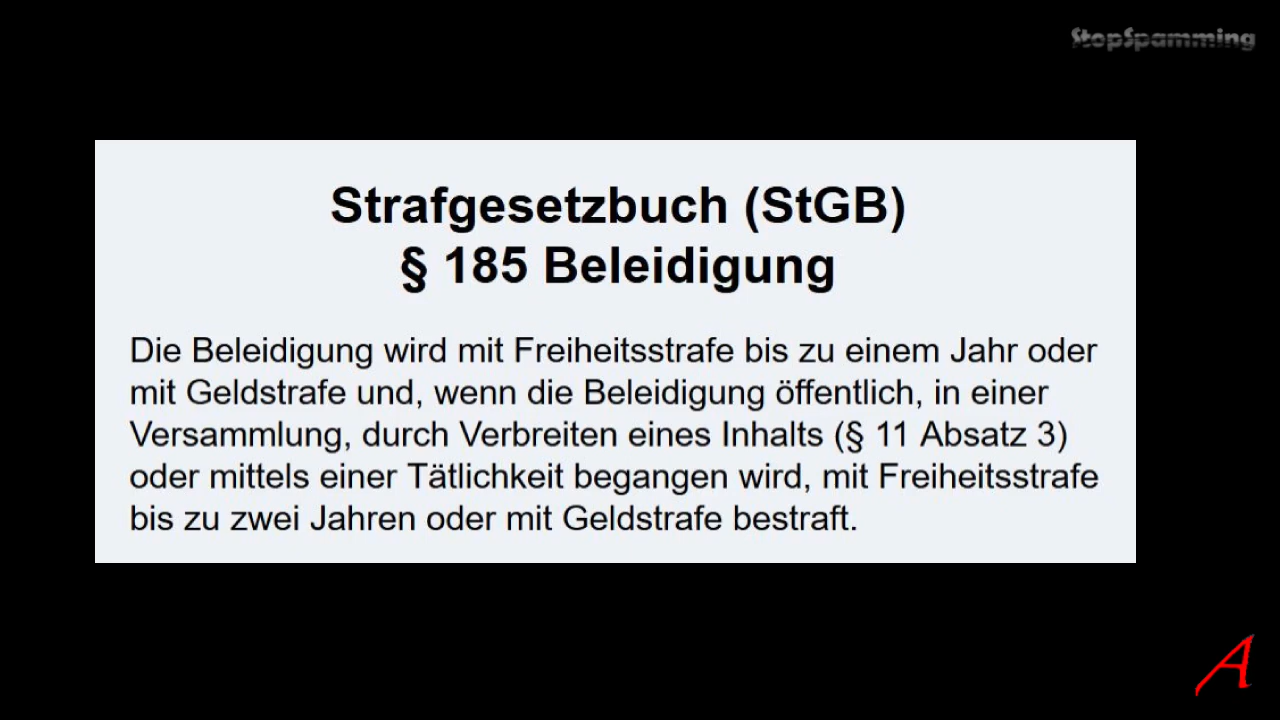 StopSpamming
Strafgesetzbuch (StGB)
§ 185 Beleidigung
Die Beleidigung wird mit Freiheitsstrafe bis zu einem Jahr oder
mit Geldstrafe und, wenn die Beleidigung öffentlich, in einer
Versammlung, durch Verbreiten eines Inhalts (§ 11 Absatz 3)
oder mittels einer Tätlichkeit begangen wird, mit Freiheitsstrafe
bis zu zwei Jahren oder mit Geldstrafe bestraft.
A